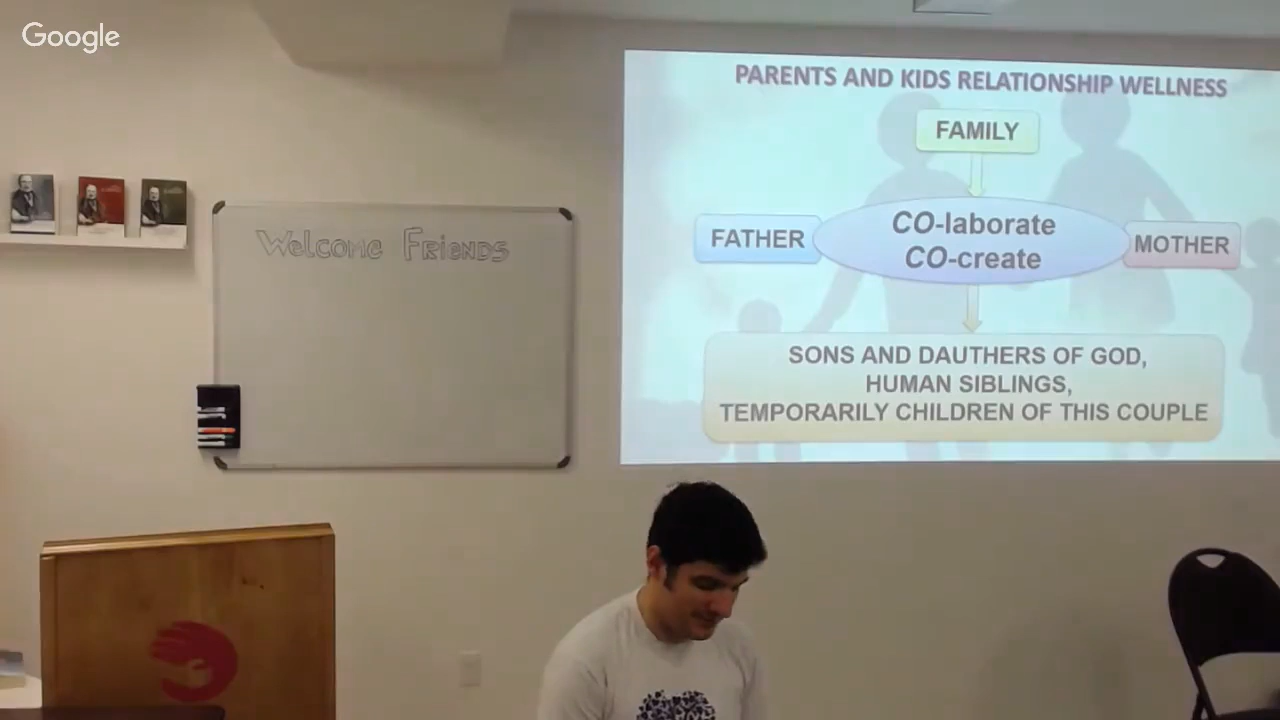 Google
Welcome Friends
PARENTS AND KIDS RELATIONSHIP WELLNESS
FAMILY
FATHER
CO-laborate
CO-create
MOTHER
SONS AND DAUTHERS OF GOD,
HUMAN SIBLINGS,
TEMPORARILY CHILDREN OF THIS COUPLE